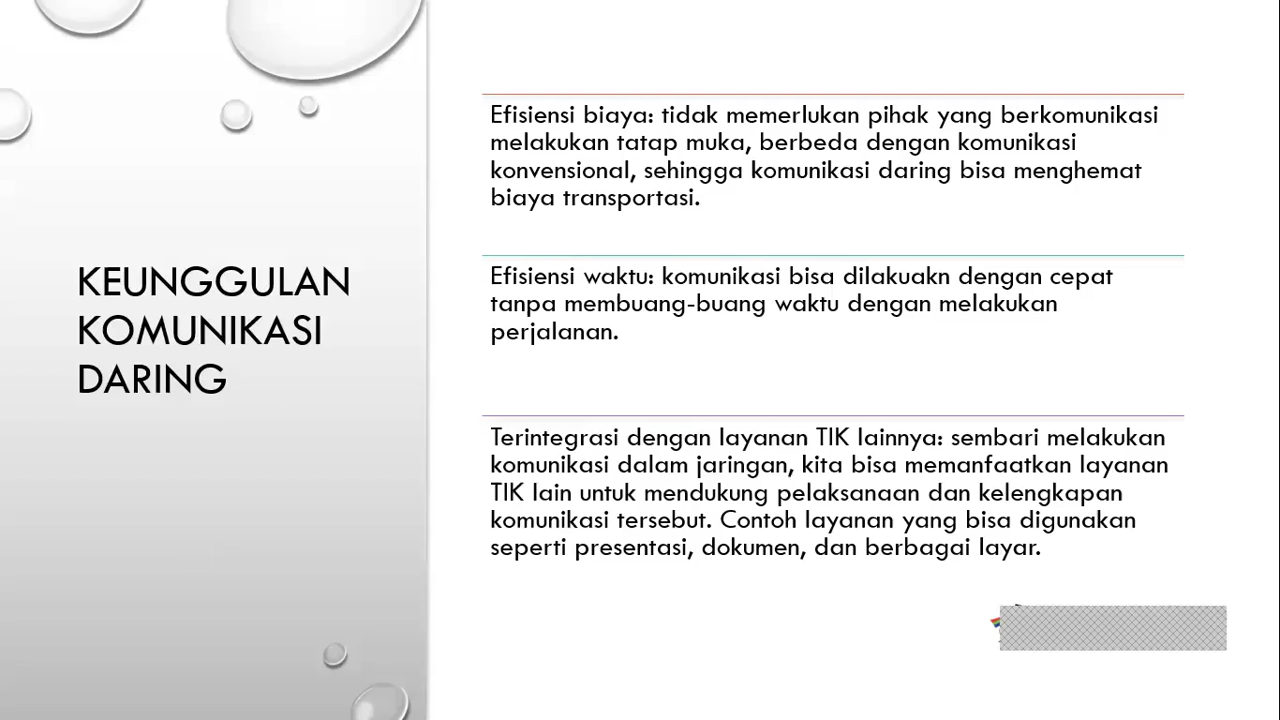 KEUNGGULAN
KOMUNIKASI
DARING
Efisiensi biaya: tidak memerlukan pihak yang berkomunikasi
melakukan tatap muka, berbeda dengan komunikasi
konvensional, sehingga komunikasi daring bisa menghemat
biaya transportasi.
Efisiensi waktu: komunikasi bisa dilakuakn dengan cepat
tanpa membuang-buang waktu dengan melakukan
perjalanan.
Terintegrasi dengan layanan TIK lainnya: sembari melakukan
komunikasi dalam jaringan, kita bisa memanfaatkan layanan
TIK lain untuk mendukung pelaksanaan dan kelengkapan
komunikasi tersebut. Contoh layanan yang bisa digunakan
seperti presentasi, dokumen, dan berbagai layar.